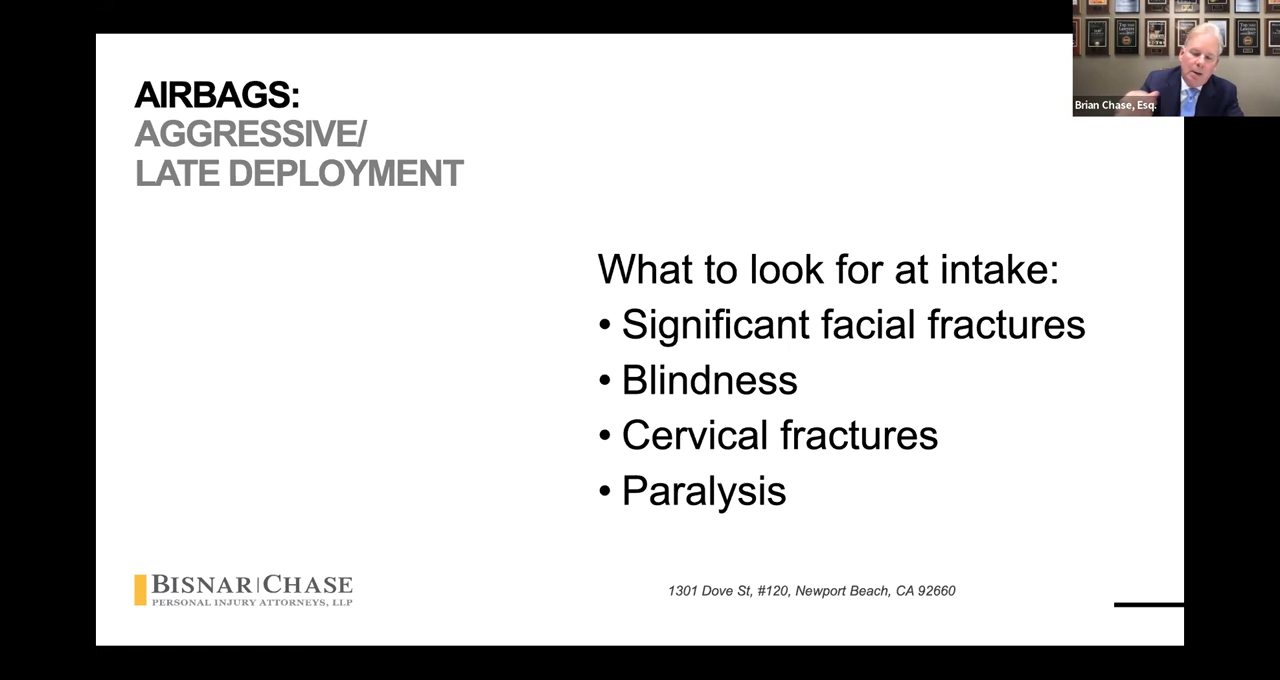 AIRBAGS:
AGGRESSIVE/
LATE DEPLOYMENT
Brian Chase, Esq.
What to look for at intake:
• Significant facial fractures
• Blindness
• Cervical fractures
• Paralysis
BISNAR|CHASE
PERSONAL INJURY ATTORNEYS, LLP
1301 Dove St, #120, Newport Beach, CA 92660